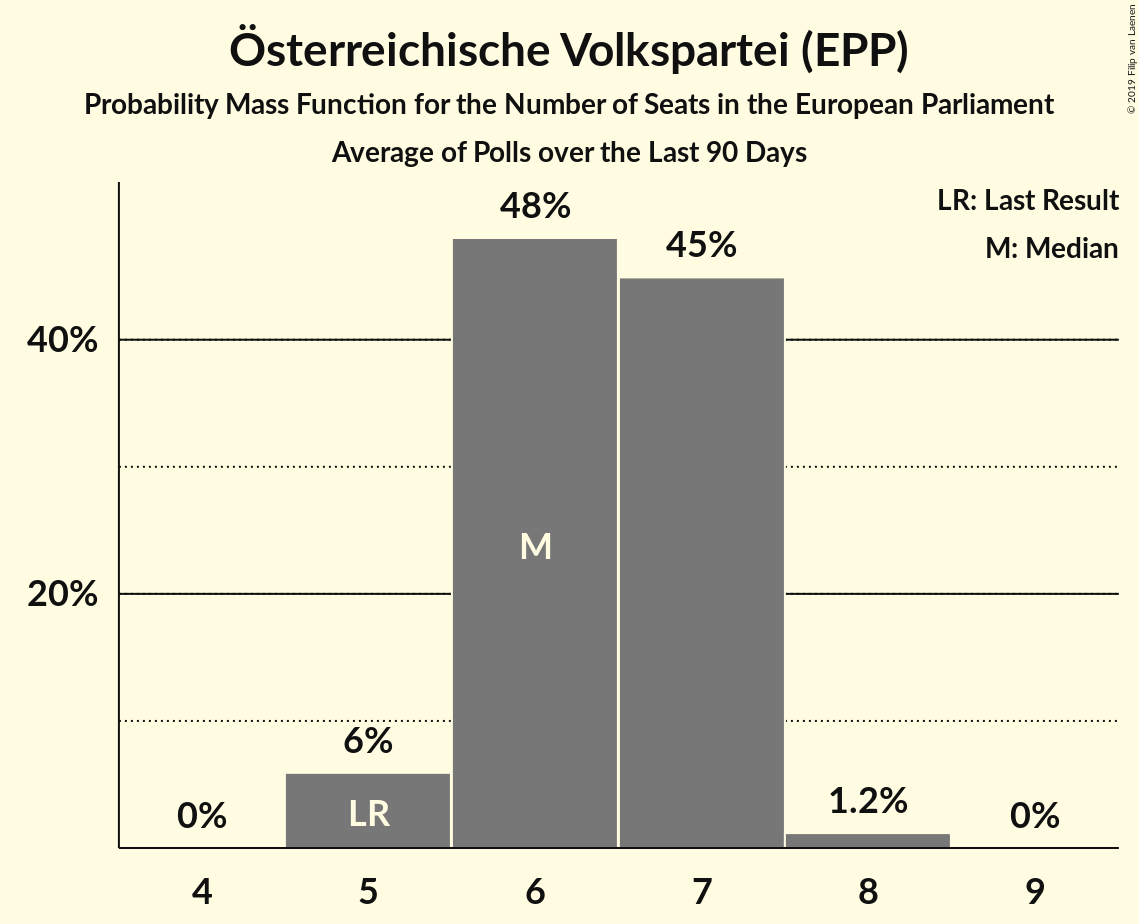 Österreichische Volkspartei (EPP)
Probability Mass Function for the Number of Seats in the European Parliament
Average of Polls over the Last 90 Days
© 2019 Filip van Laenen
LR: Last Result
M: Median
48%
45%
40%
M
20%
6%
LR
0%
1.2%
0%
4 5 6 7 8 9